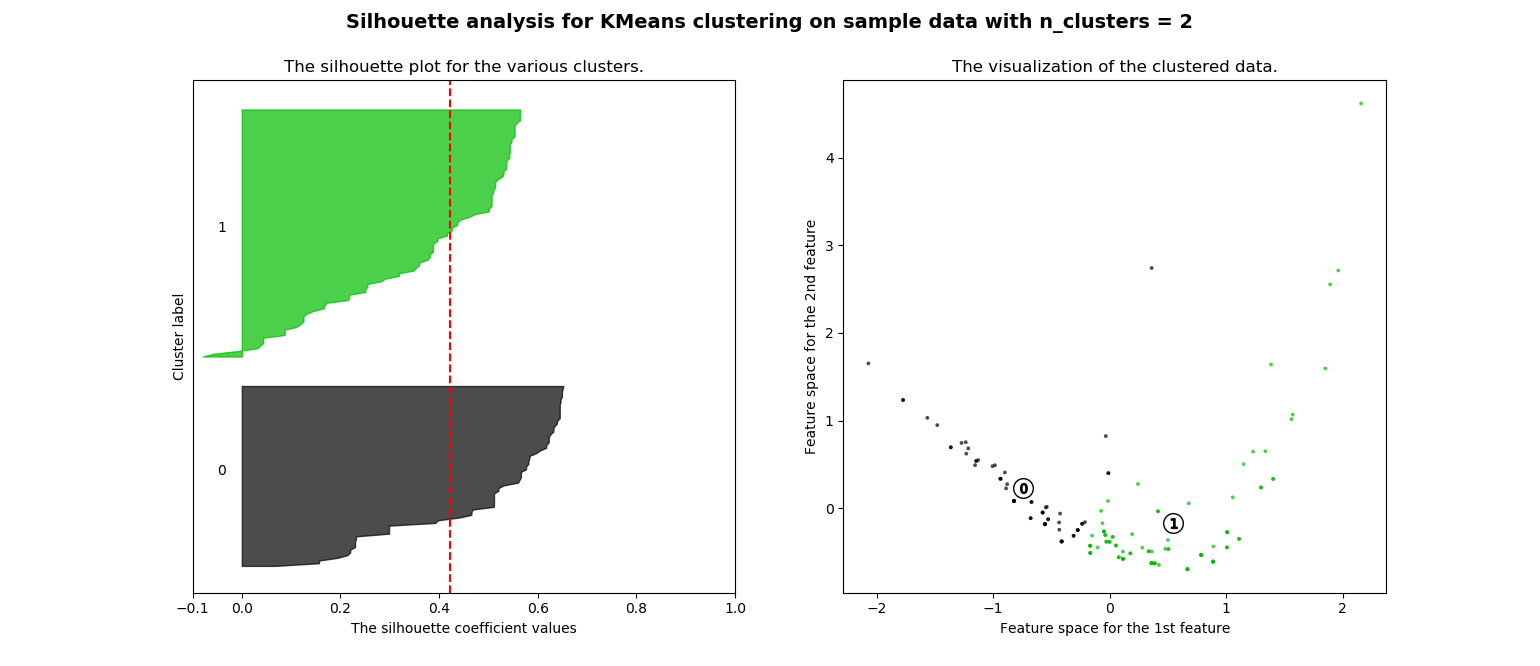 Silhouette analysis for KMeans clustering on sample data with n_clusters = 2
The silhouette plot for the various clusters.
Cluster label
1
0
−0.1 0.0 0.2 0.4 0.6 0.8 1.0
The silhouette coefficient values
The visualization of the clustered data.
Feature space for the 2nd feature
4
3
2
1
0
0
1
−2 −1 0 1 2
Feature space for the 1st feature